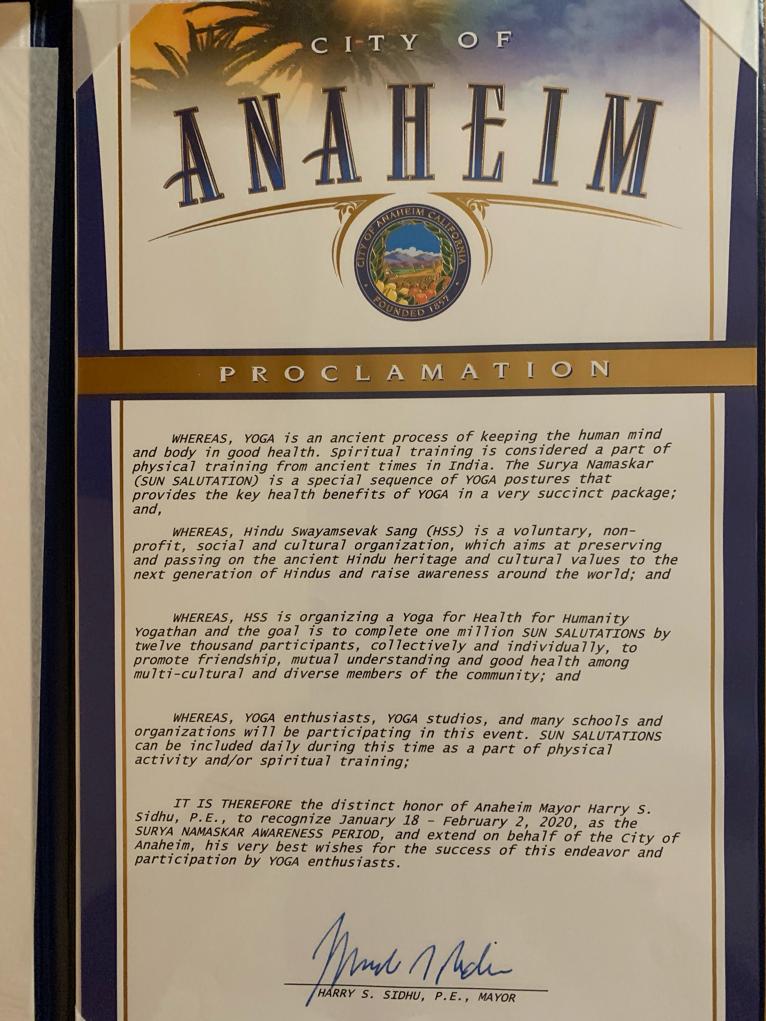 CITY OF
ANAHEIM
CITY OF ANAHEIM CALIFORNIA
FOUNDED 1857
PROCLAMATION
WHEREAS, YOGA is an ancient process of keeping the human mind
and body in good health. Spiritual training is considered a part of
physical training from ancient times in India. The Surya Namaskar
(SUN SALUTATION) is a special sequence of YOGA postures that
provides the key health benefits of YOGA in a very succinct package;
and,
WHEREAS, Hindu Swayamsevak Sang (HSS) is a voluntary, non-
profit, social and cultural organization, which aims at preserving
and passing on the ancient Hindu heritage and cultural values to the
next generation of Hindus and raise awareness around the world; and
WHEREAS, HSS is organizing a Yoga for Health for Humanity
Yogathan and the goal is to complete one million SUN SALUTATIONS by
twelve thousand participants, collectively and individually, to
promote friendship, mutual understanding and good health among
multi-cultural and diverse members of the community; and
WHEREAS, YOGA enthusiasts, YOGA studios, and many schools and
organizations will be participating in this event. SUN SALUTATIONS
can be included daily during this time as a part of physical
activity and/or spiritual training;
IT IS THEREFORE the distinct honor of Anaheim Mayor Harry S.
Sidhu, P.E., to recognize January 18 – February 2, 2020, as the
SURYA NAMASKAR AWARENESS PERIOD, and extend on behalf of the City of
Anaheim, his very best wishes for the success of this endeavor and
participation by YOGA enthusiasts.
HARRY S. SIDHU, P.E., MAYOR